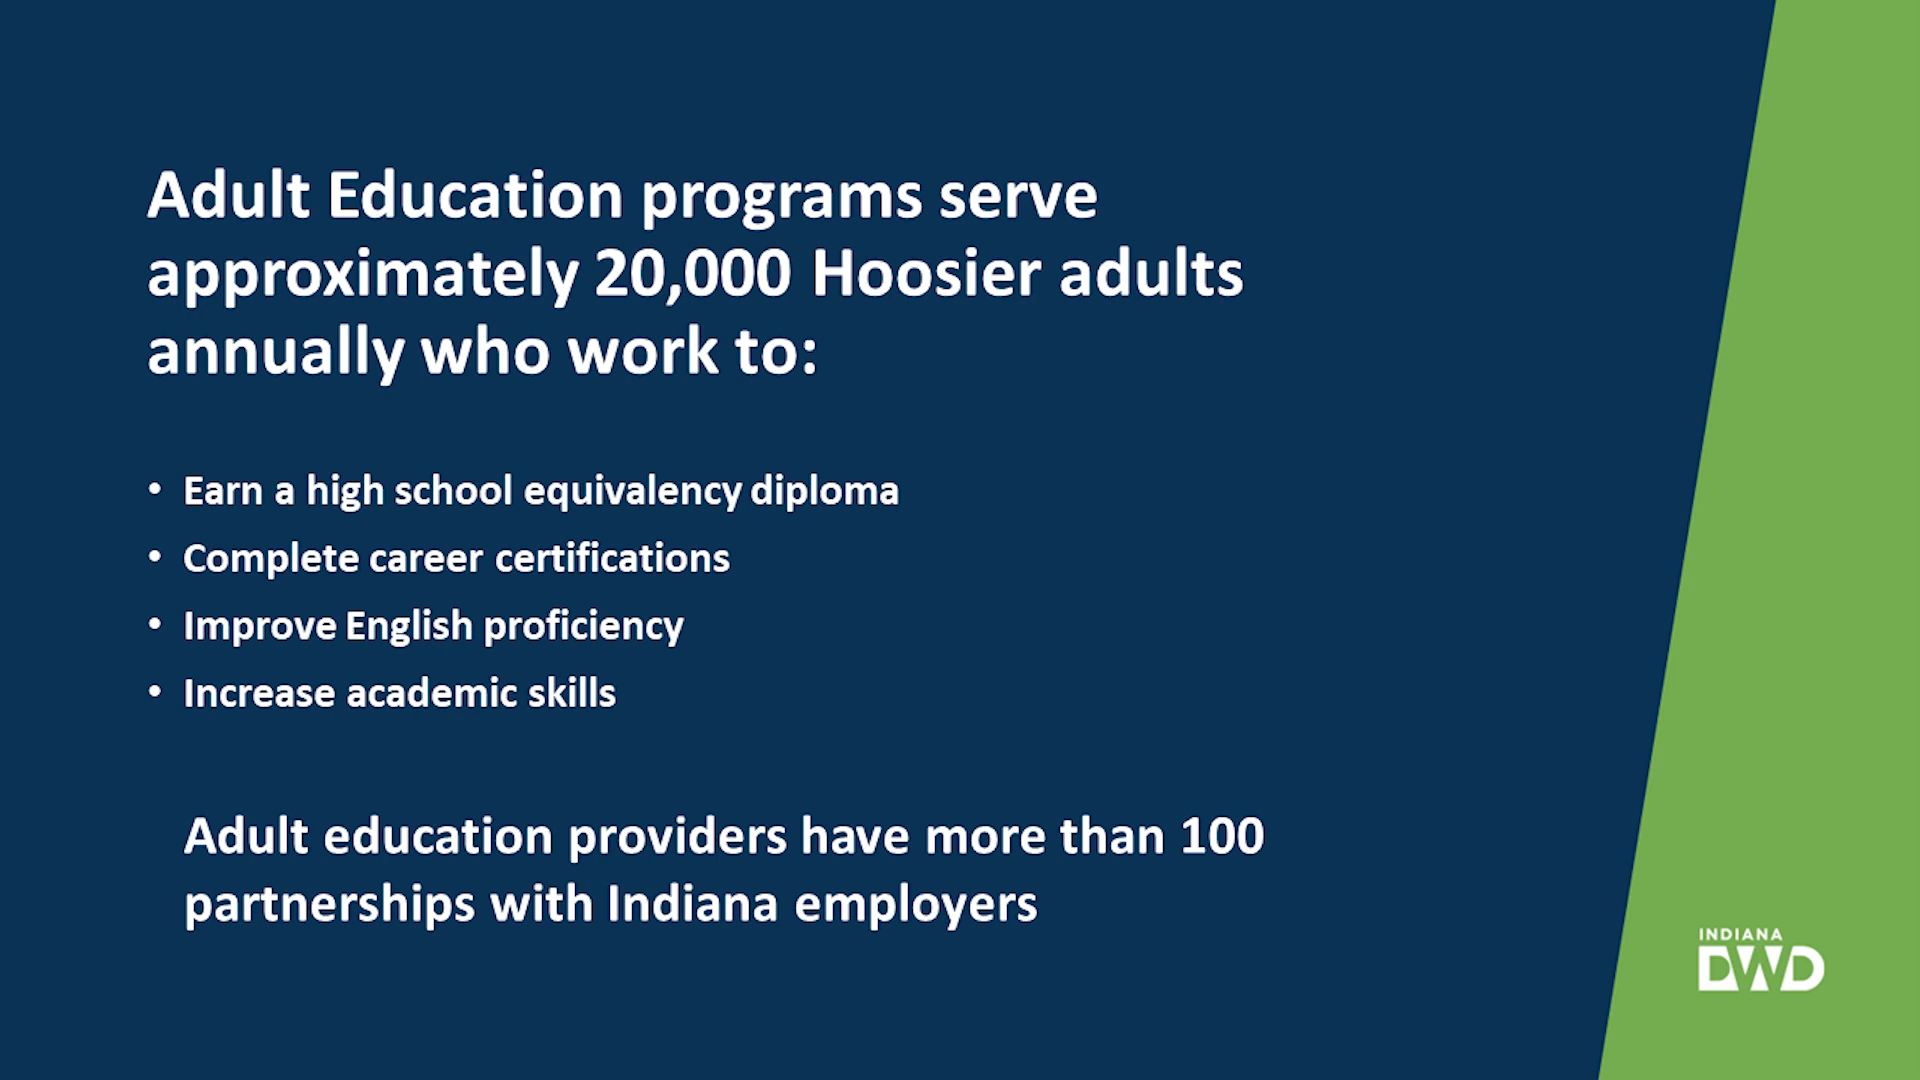 Adult Education programs serve
approximately 20,000 Hoosier adults
annually who work to:
• Earn a high school equivalency diploma
• Complete career certifications
• Improve English proficiency
• Increase academic skills
Adult education providers have more than 100
partnerships with Indiana employers
INDIANA
DWD